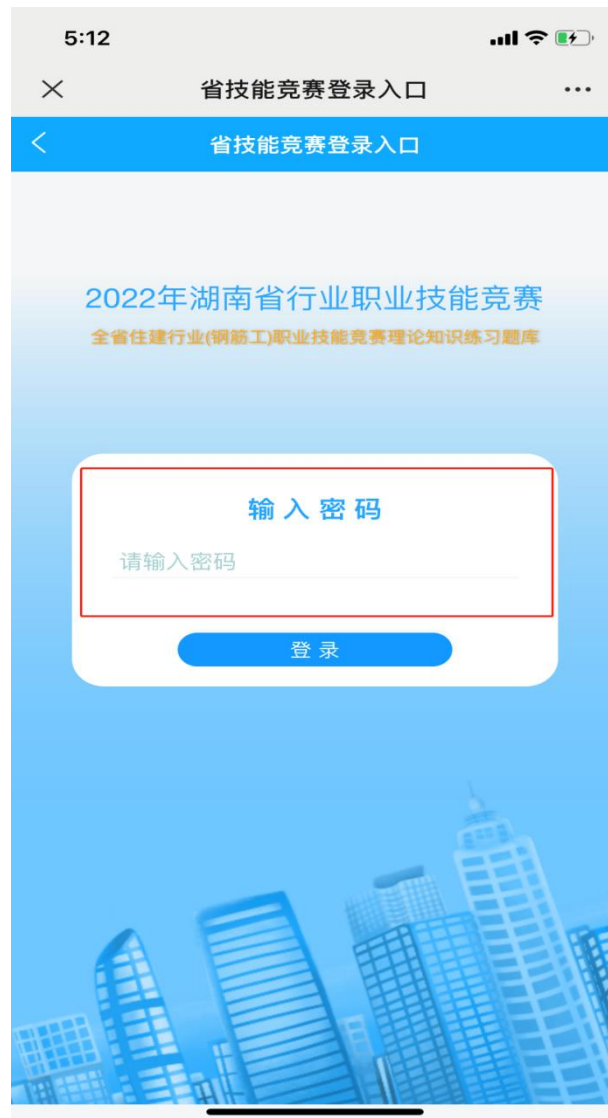 5:12
省技能竞赛登录入口
省技能竞赛登录入口
2022年湖南省行业职业技能竞赛
全省住建行业(钢筋工)职业技能竞赛理论知识练习题库
输入密码
请输入密码
登录